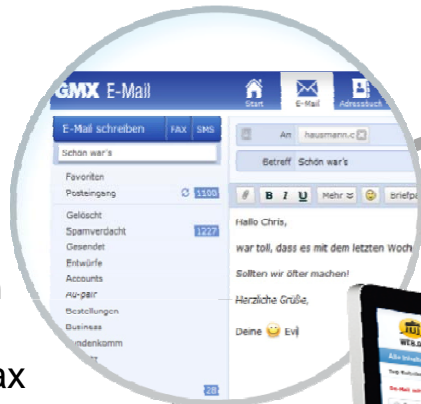 GMX E-Mail
Start E-Mail Adressbuch
E-Mail schreiben FAX SMS
Schön war's
Favoriten
Posteingang 1100
Gelöscht
Spamverdacht 1227
Gesendet
Entwürfe
Accounts
Au-pair
Bestellungen
Business
28
An hausmann.c
Betreff Schön war's
B I U Mehr
Hallo Chris,
war toll, dass es mit dem letzten Woch
Sollten wir öfter machen!
Herzliche Grüße,
Deine Evi
ax
WEB.